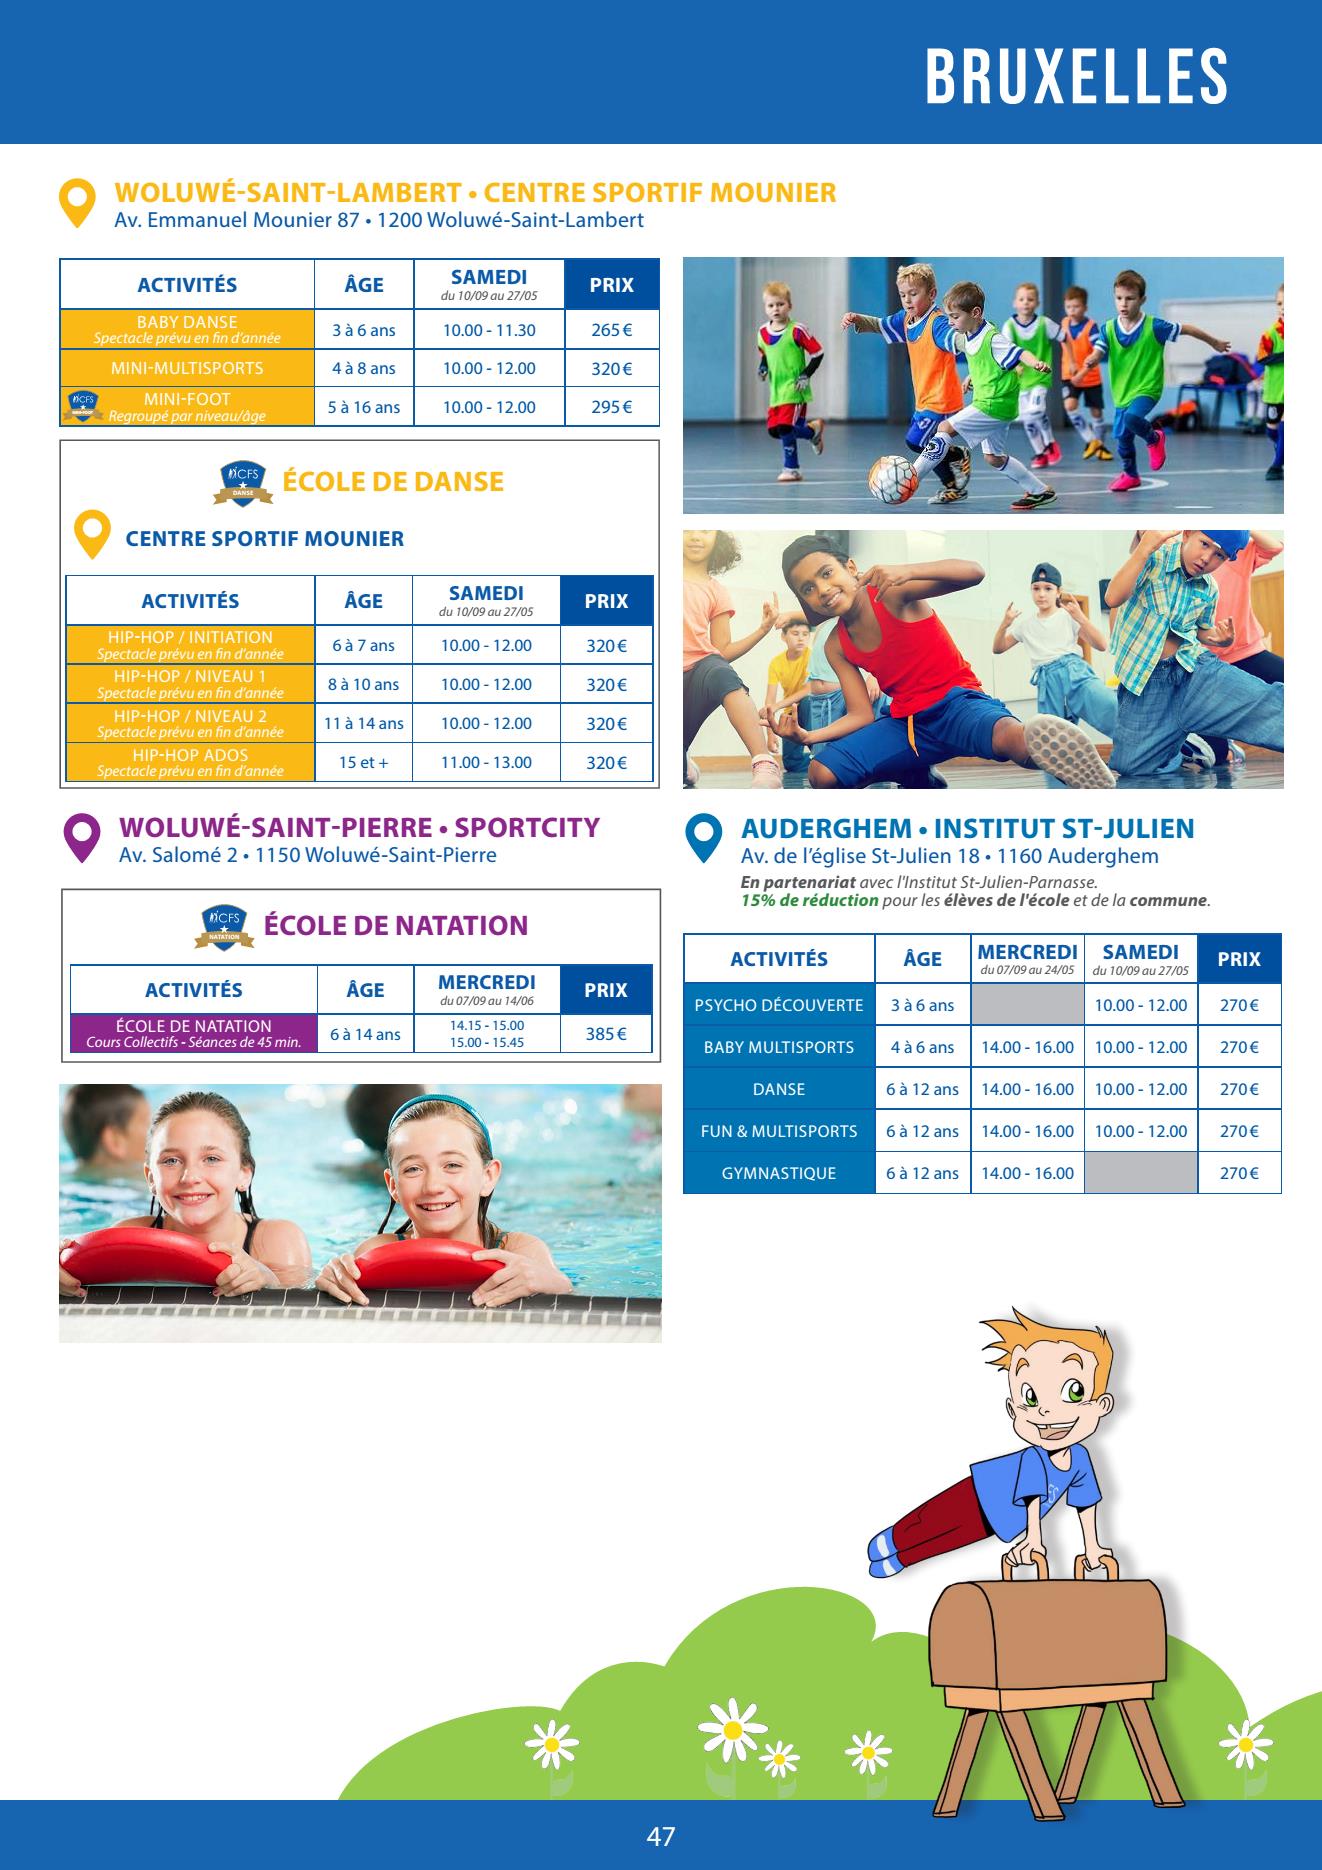 BRUXELLES
WOLUWÉ-SAINT-LAMBERT • CENTRE SPORTIF MOUNIER
Av. Emmanuel Mounier 87 • 1200 Woluwé-Saint-Lambert
ACTIVITÉS ÂGE SAMEDI du 10/09 au 27/05 PRIX
BABY DANSE Spectacle prévu en fin d'année 3 à 6 ans 10.00 - 11.30 265 €
MINI-MULTISPORTS 4 à 8 ans 10.00 - 12.00 320 €
CFS MINI-FOOT MINI-FOOT Regroupé par niveau/âge 5 à 16 ans 10.00 - 12.00 295 €
CFS DANSE ÉCOLE DE DANSE
CENTRE SPORTIF MOUNIER
ACTIVITÉS ÂGE SAMEDI du 10/09 au 27/05 PRIX
HIP-HOP / INITIATION Spectacle prévu en fin d'année 6 à 7 ans 10.00 - 12.00 320 €
HIP-HOP / NIVEAU 1 Spectacle prévu en fin d'année 8 à 10 ans 10.00 - 12.00 320 €
HIP-HOP / NIVEAU 2 Spectacle prévu en fin d'année 11 à 14 ans 10.00 - 12.00 320 €
HIP-HOP ADOS Spectacle prévu en fin d'année 15 et + 11.00 - 13.00 320 €
WOLUWÉ-SAINT-PIERRE • SPORTCITY
Av. Salomé 2 • 1150 Woluwé-Saint-Pierre
CFS NATATION ÉCOLE DE NATATION
ACTIVITÉS ÂGE MERCREDI du 07/09 au 14/06 PRIX
ÉCOLE DE NATATION Cours Collectifs - Séances de 45 min. 6 à 14 ans 14.15 - 15.00 15.00 - 15.45 385 €
AUDERGHEM • INSTITUT ST-JULIEN
Av. de l'église St-Julien 18 • 1160 Auderghem
En partenariat avec l'Institut St-Julien-Parnasse.
15% de réduction pour les élèves de l'école et de la commune.
ACTIVITÉS ÂGE MERCREDI du 07/09 au 24/05 SAMEDI du 10/09 au 27/05 PRIX
PSYCHO DÉCOUVERTE 3 à 6 ans 10.00 - 12.00 270 €
BABY MULTISPORTS 4 à 6 ans 14.00 - 16.00 10.00 - 12.00 270 €
DANSE 6 à 12 ans 14.00 - 16.00 10.00 - 12.00 270 €
FUN & MULTISPORTS 6 à 12 ans 14.00 - 16.00 10.00 - 12.00 270 €
GYMNASTIQUE 6 à 12 ans 14.00 - 16.00 270 €
47